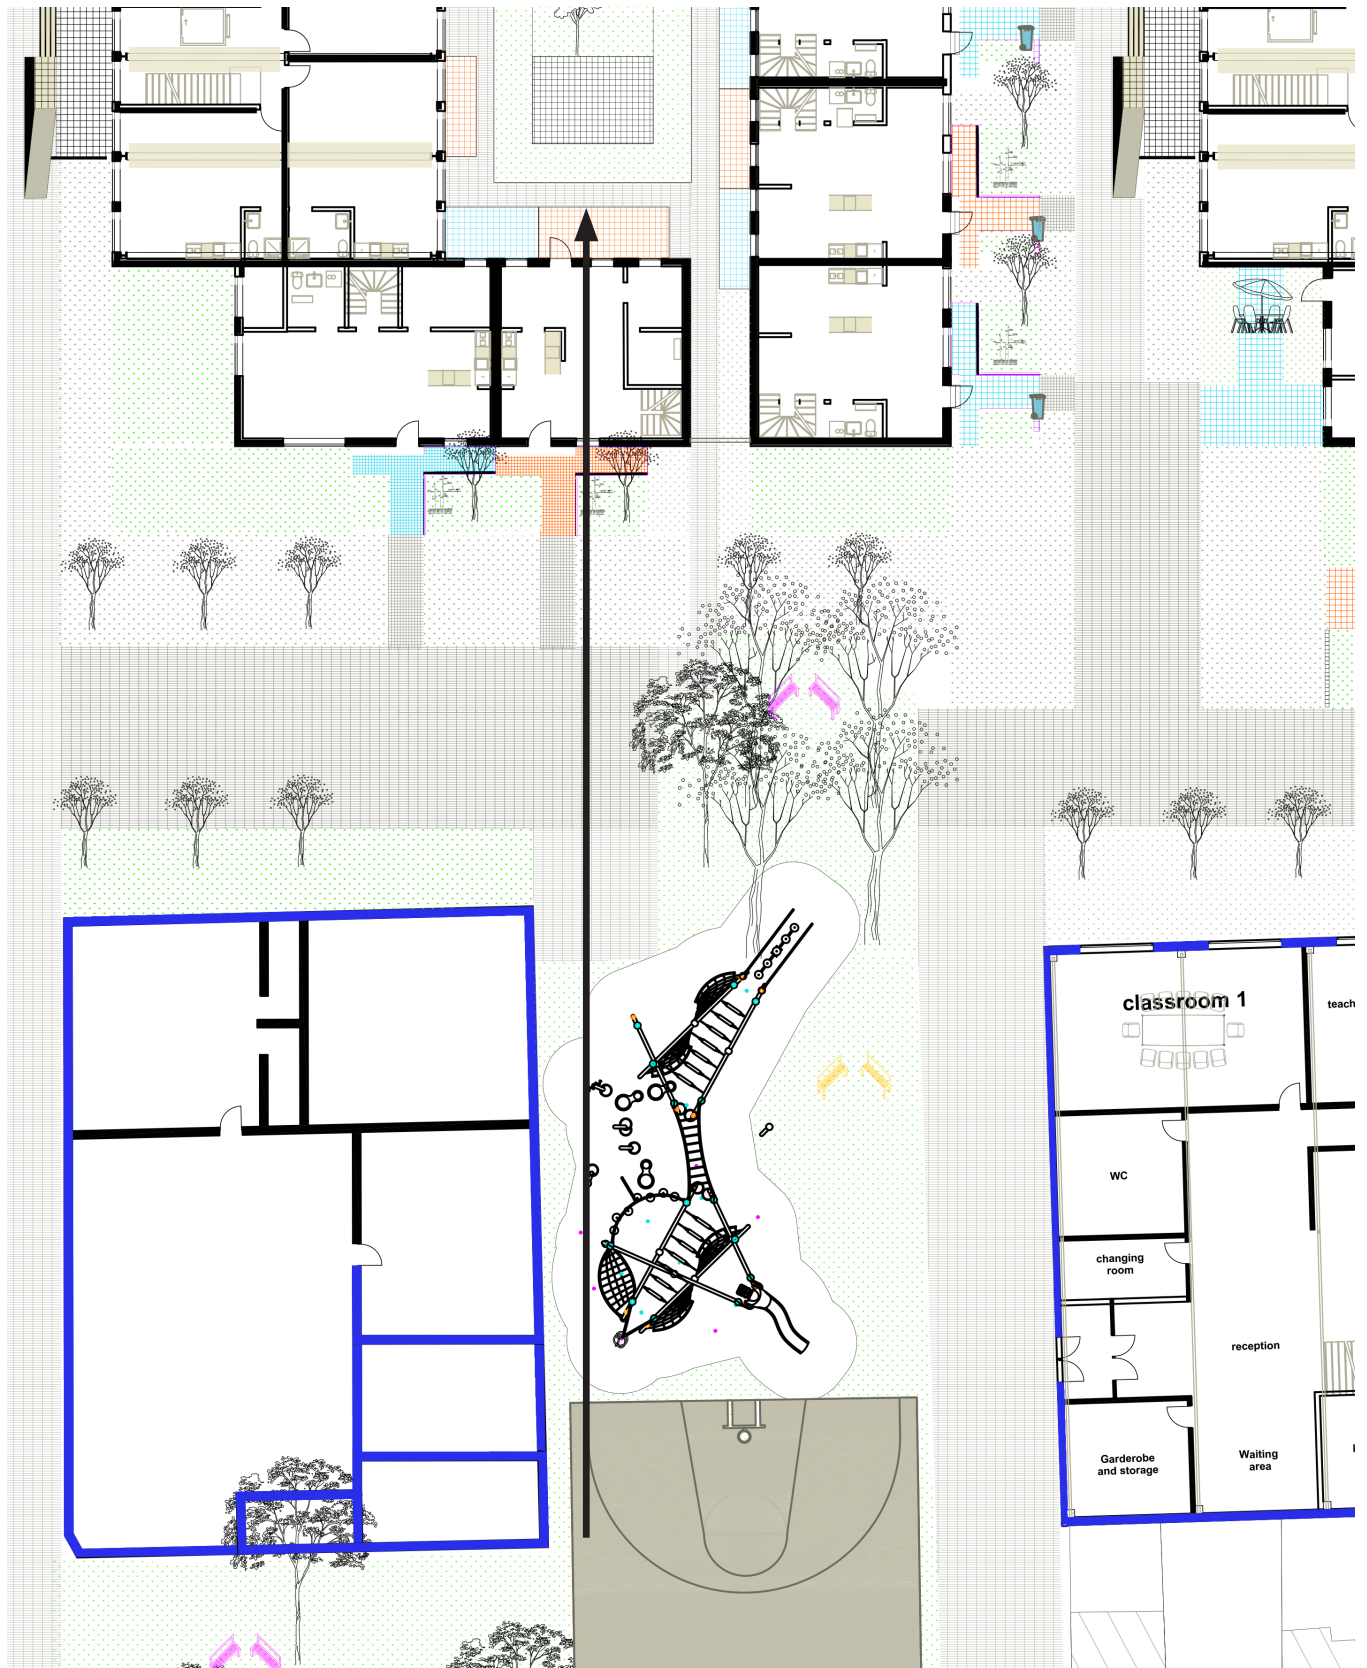 classroom 1
teach
WC
changing
room
reception
Garderobe
and storage
Waiting
area